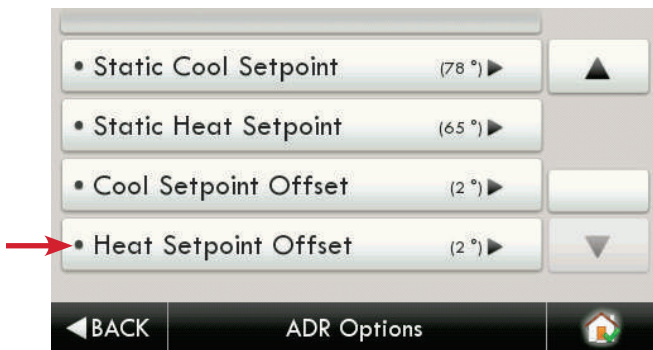 • Static Cool Setpoint (78 °) ▶
• Static Heat Setpoint (65 °) ▶
• Cool Setpoint Offset (2 °) ▶
• Heat Setpoint Offset (2 °) ▶
◀ BACK ADR Options